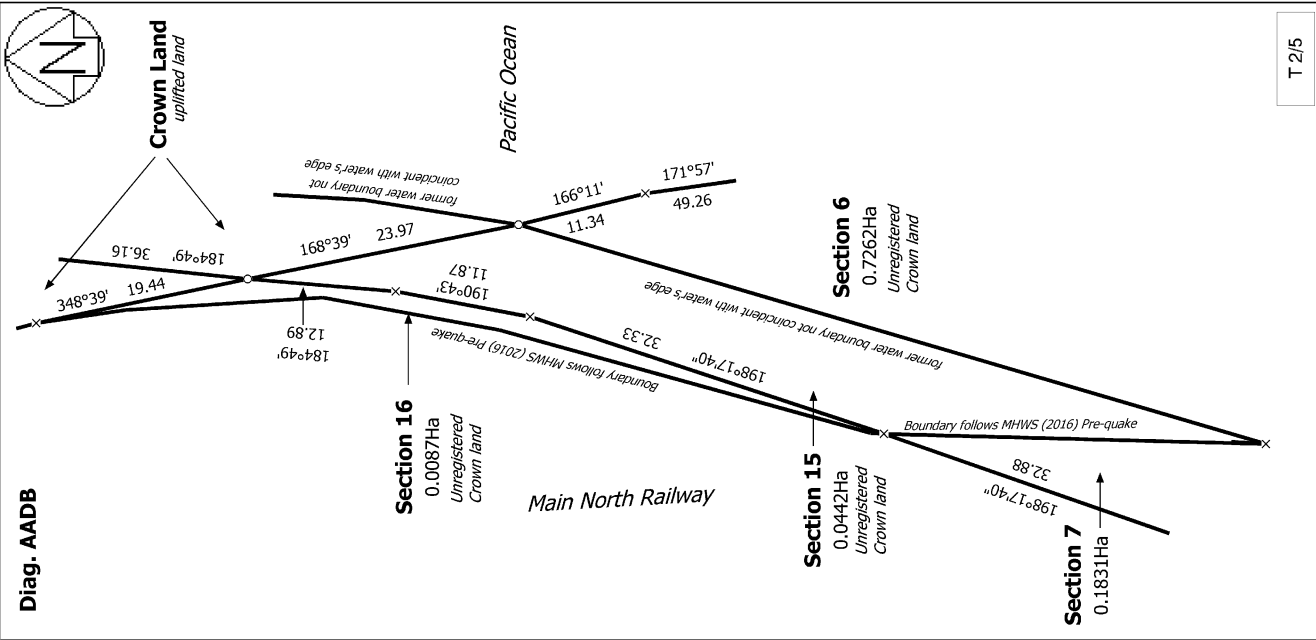 Diag. AADB
N
Crown Land
uplifted land
Pacific Ocean
T 2/5
former water boundary not
coincident with water's edge
36.16
184°49'
348°39'
19.44
168°39'
23.97
166°11'
11.34
171°57'
49.26
184°49'
12.89
190°43'
11.87
32.33
198°17'40"
Boundary follows MHWS (2016) Pre-quake
former water boundary not coincident with water's edge
Section 6
0.7262Ha
Unregistered
Crown land
Section 16
0.0087Ha
Unregistered
Crown land
Main North Railway
Section 15
0.0442Ha
Unregistered
Crown land
Boundary follows MHWS (2016) Pre-quake
32.88
198°17'40"
Section 7
0.1831Ha